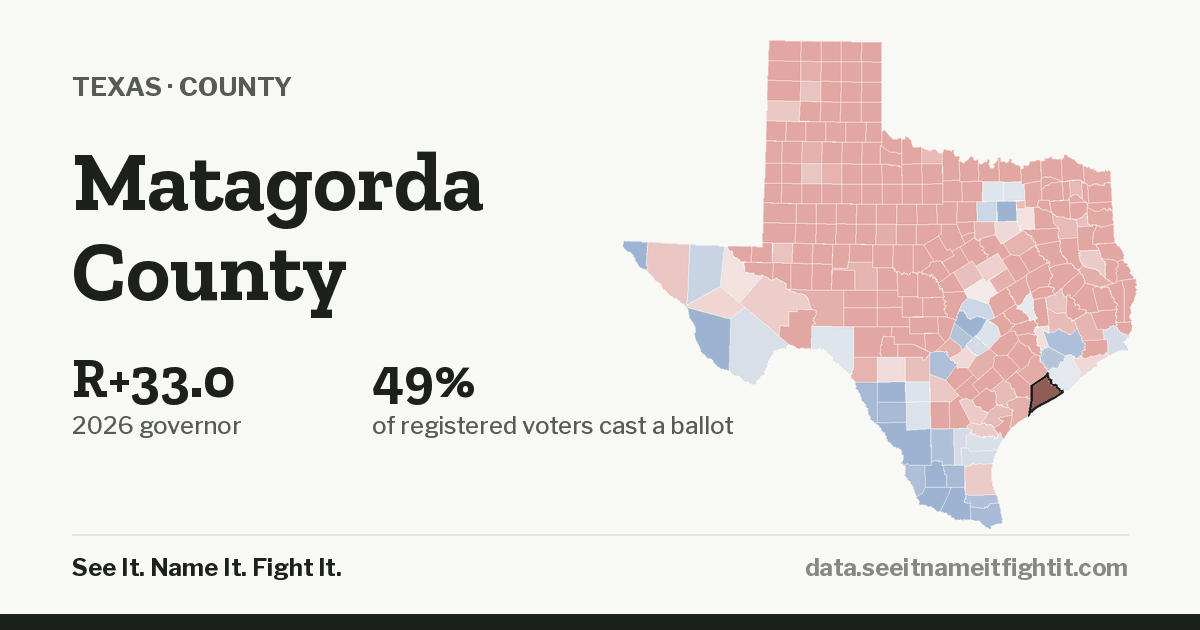 TEXAS · COUNTY
Matagorda
County
R+33.0
2026 governor
49%
of registered voters cast a ballot
See It. Name It. Fight It.
data.seeitnameitfightit.com